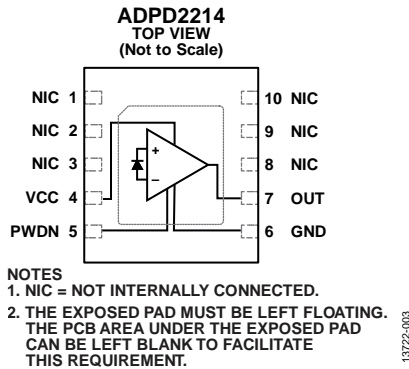 ADPD2214
TOP VIEW
(Not to Scale)
NIC 1
NIC 2
NIC 3
VCC 4
PWDN 5
10 NIC
9 NIC
8 NIC
7 OUT
6 GND
+
−
NOTES
1. NIC = NOT INTERNALLY CONNECTED.
2. THE EXPOSED PAD MUST BE LEFT FLOATING.
THE PCB AREA UNDER THE EXPOSED PAD
CAN BE LEFT BLANK TO FACILITATE
THIS REQUIREMENT.
13722-003